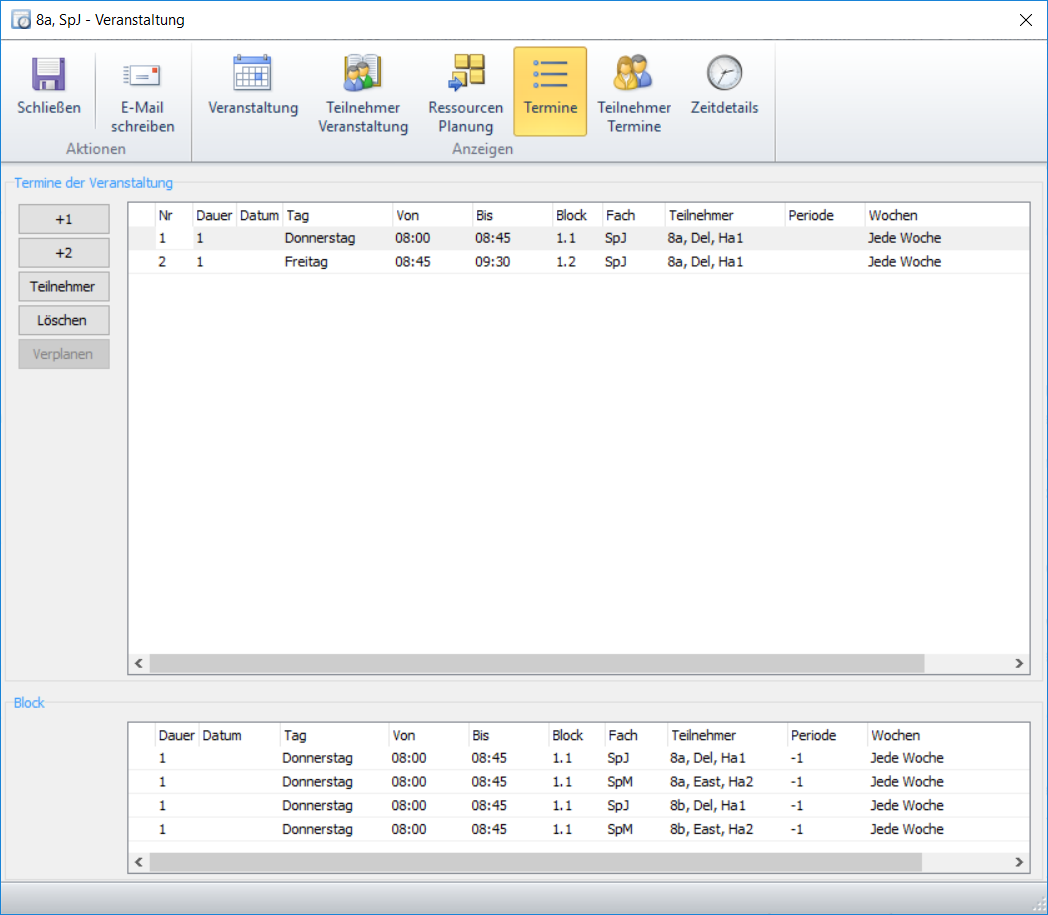 8a, SpJ - Veranstaltung
Schließen
E-Mail
schreiben
Veranstaltung
Teilnehmer
Veranstaltung
Ressourcen
Planung
Termine
Teilnehmer
Termine
Zeitdetails
Aktionen
Anzeigen
Termine der Veranstaltung
+1
+2
Teilnehmer
Löschen
Verplanen
Nr Dauer Datum Tag Von Bis Block Fach Teilnehmer Periode Wochen
1 1 Donnerstag 08:00 08:45 1.1 SpJ 8a, Del, Ha1 Jede Woche
2 1 Freitag 08:45 09:30 1.2 SpJ 8a, Del, Ha1 Jede Woche
Block
Dauer Datum Tag Von Bis Block Fach Teilnehmer Periode Wochen
1 Donnerstag 08:00 08:45 1.1 SpJ 8a, Del, Ha1 -1 Jede Woche
1 Donnerstag 08:00 08:45 1.1 SpM 8a, East, Ha2 -1 Jede Woche
1 Donnerstag 08:00 08:45 1.1 SpJ 8b, Del, Ha1 -1 Jede Woche
1 Donnerstag 08:00 08:45 1.1 SpM 8b, East, Ha2 -1 Jede Woche